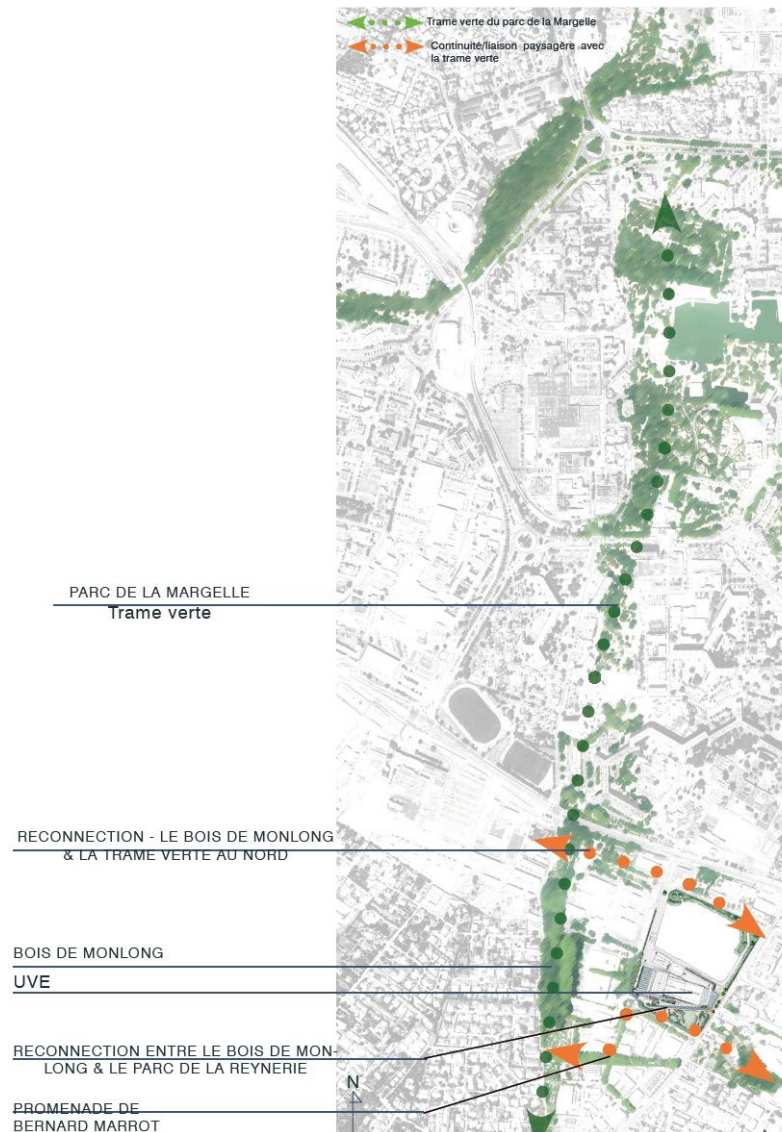 Trame verte du parc de la Margelle
Continuité/liaison paysagère avec
la trame verte
PARC DE LA MARGELLE
Trame verte
RECONNECTION - LE BOIS DE MONLONG
& LA TRAME VERTE AU NORD
BOIS DE MONLONG
UVE
RECONNECTION ENTRE LE BOIS DE MON-
LONG & LE PARC DE LA REYNERIE
N
PROMENADE DE
BERNARD MARROT